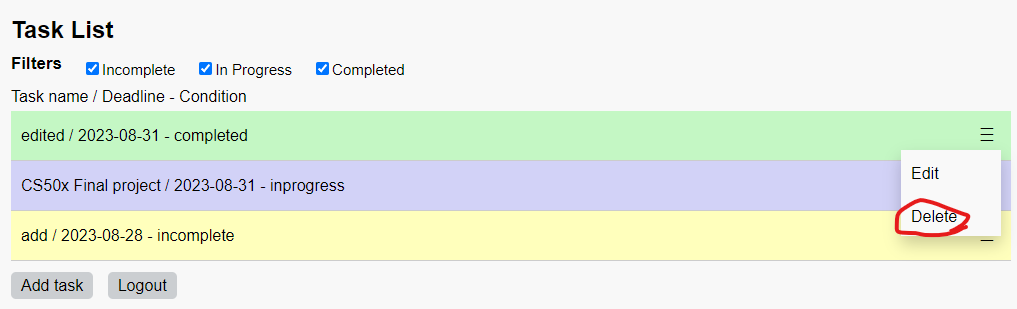 Task List
Filters Incomplete In Progress Completed
Task name / Deadline - Condition
edited / 2023-08-31 - completed
Edit
CS50x Final project / 2023-08-31 - inprogress
Delete
add / 2023-08-28 - incomplete
Add task Logout